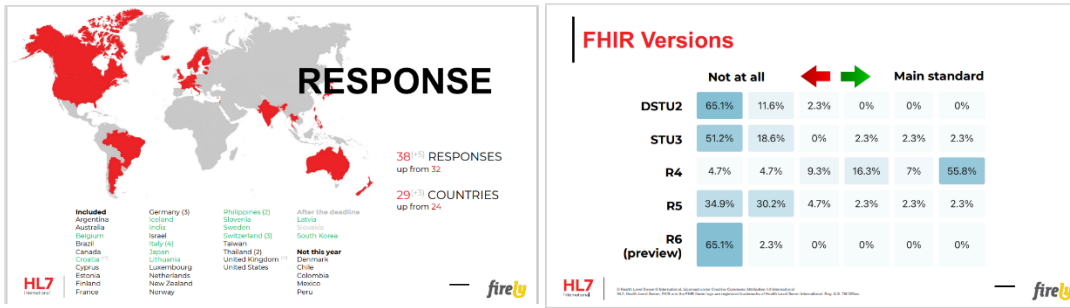 RESPONSE
38(+5) RESPONSES
up from 32
29(+3) COUNTRIES
up from 24
Included
Argentina
Australia
Belgium
Brazil
Canada
Croatia
Cyprus
Estonia
Finland
France
Germany (3)
Iceland
India
Israel
Italy (4)
Japan
Lithuania
Luxembourg
Netherlands
New Zealand
Norway
Philippines (2)
Slovenia
Sweden
Switzerland (3)
Taiwan
Thailand (2)
United Kingdom
United States
After the deadline
Latvia
Slovakia
South Korea
Not this year
Denmark
Chile
Colombia
Mexico
Peru
HL7
International
firely
FHIR Versions
Not at all Main standard
DSTU2 65.1% 11.6% 2.3% 0% 0% 0%
STU3 51.2% 18.6% 0% 2.3% 2.3% 2.3%
R4 4.7% 4.7% 9.3% 16.3% 7% 55.8%
R5 34.9% 30.2% 4.7% 2.3% 2.3% 2.3%
R6
(preview) 65.1% 2.3% 0% 0% 0% 0%
HL7
International
firely